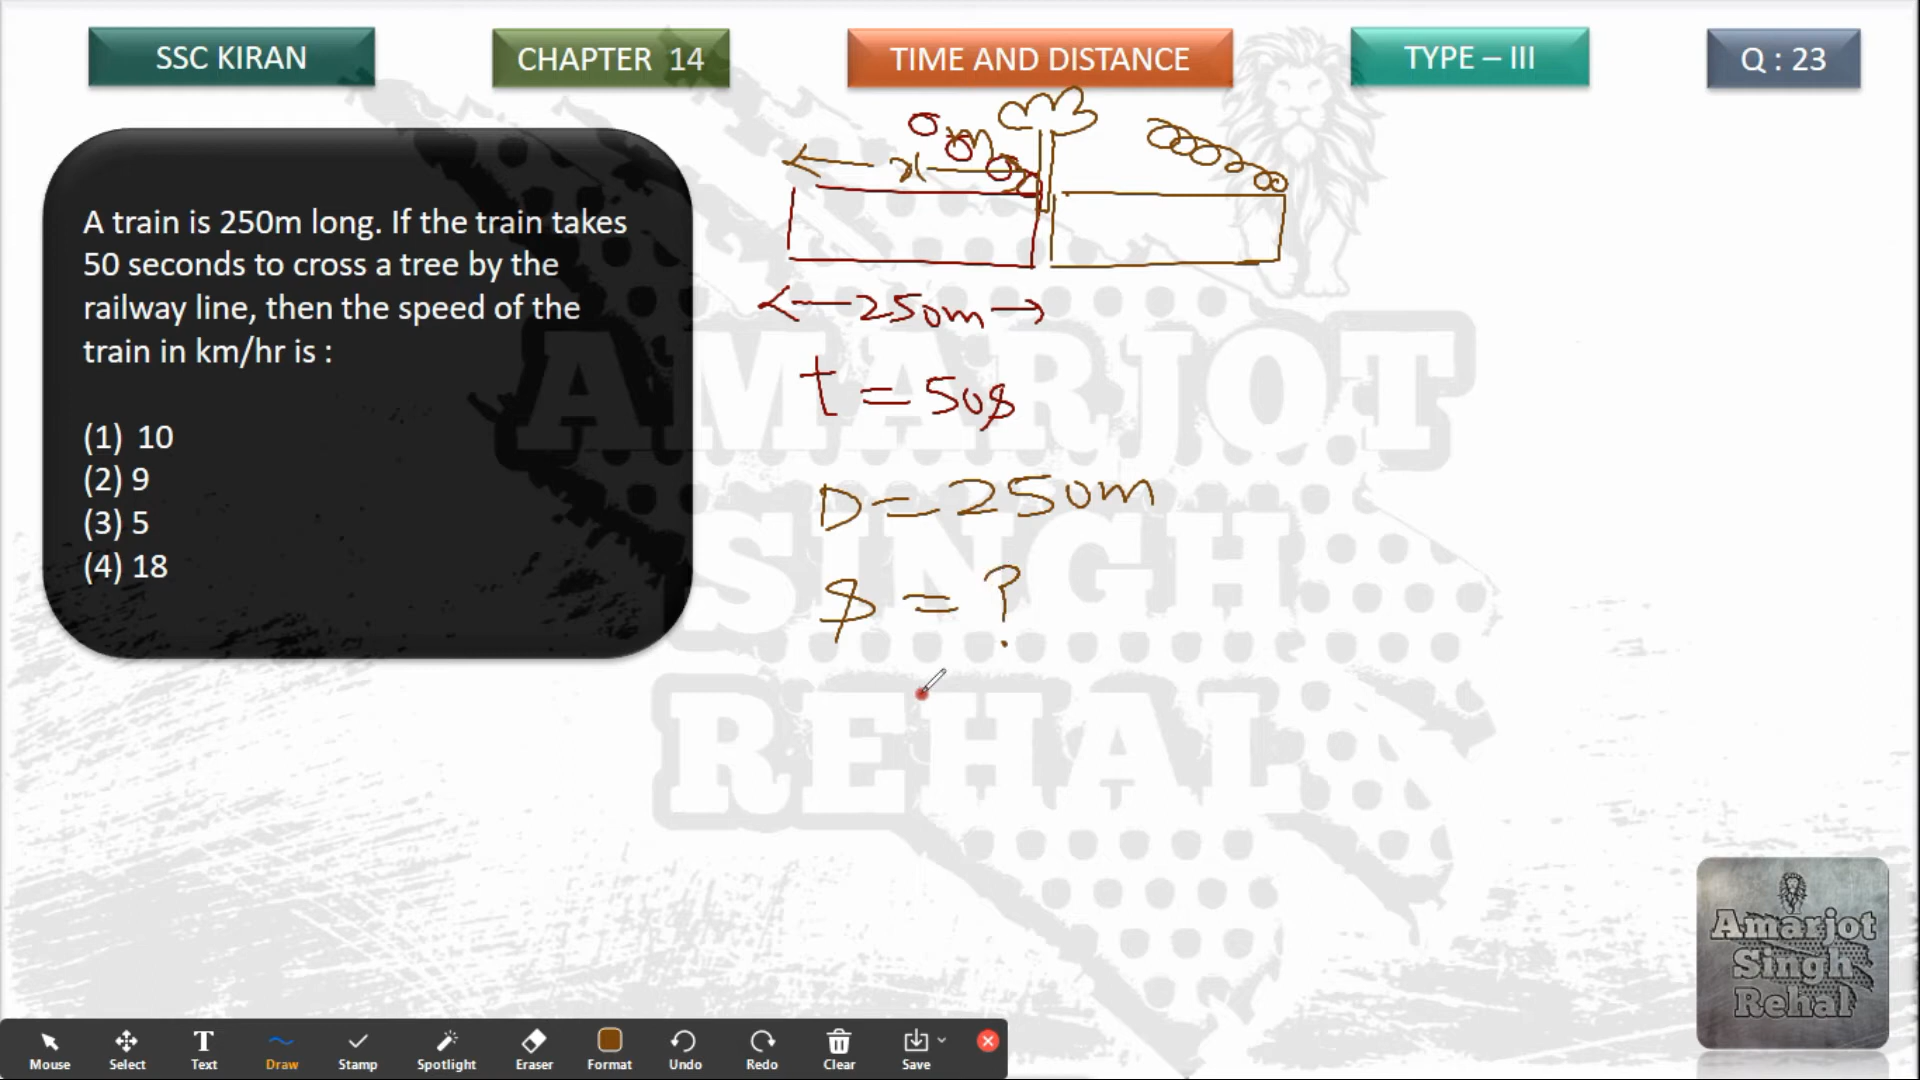 SSC KIRAN
CHAPTER 14
TIME AND DISTANCE
TYPE – III
Q : 23
A train is 250m long. If the train takes
50 seconds to cross a tree by the
railway line, then the speed of the
train in km/hr is :
(1) 10
(2) 9
(3) 5
(4) 18
x m
250m
t = 50s
D = 250m
S = ?
AMARJOT
SINGH
REHAL
Amarjot
Singh
Rehal
Mouse
Select
T
Text
Draw
Stamp
Spotlight
Eraser
Format
Undo
Redo
Clear
Save